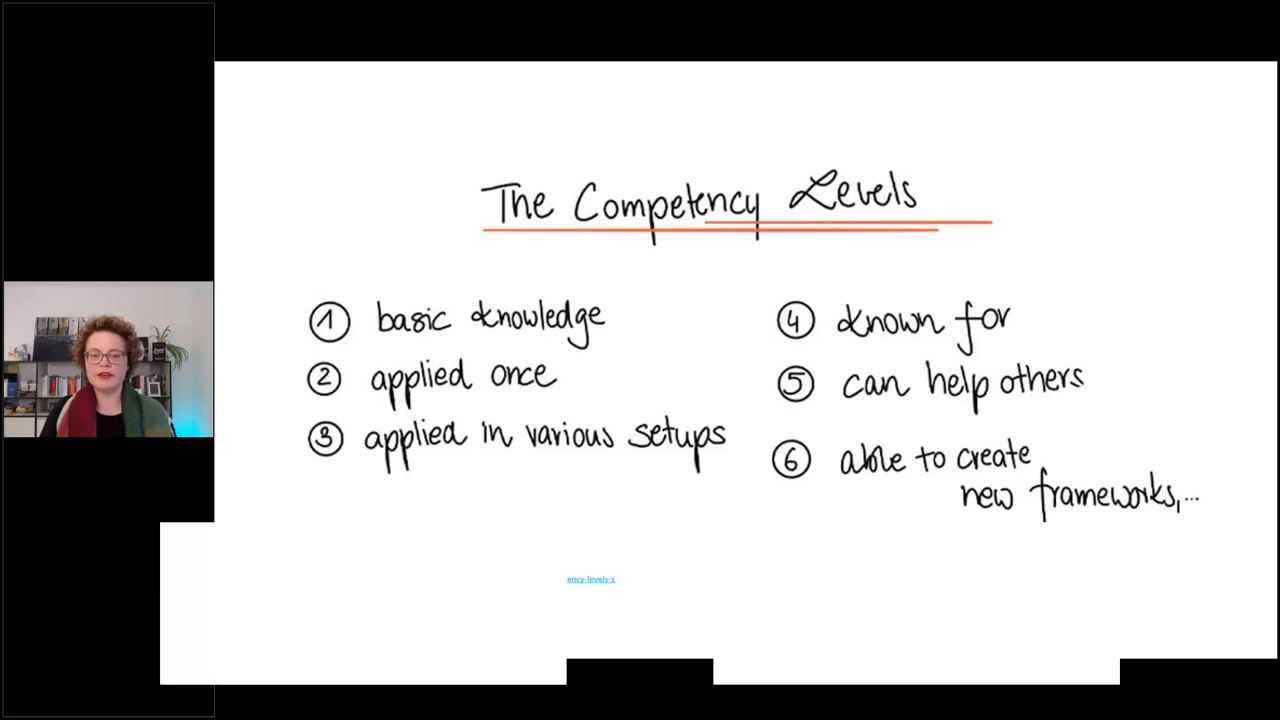 The Competency Levels
1 basic knowledge
2 applied once
3 applied in various setups
4 known for
5 can help others
6 able to create
new frameworks,...
ency-levels-1